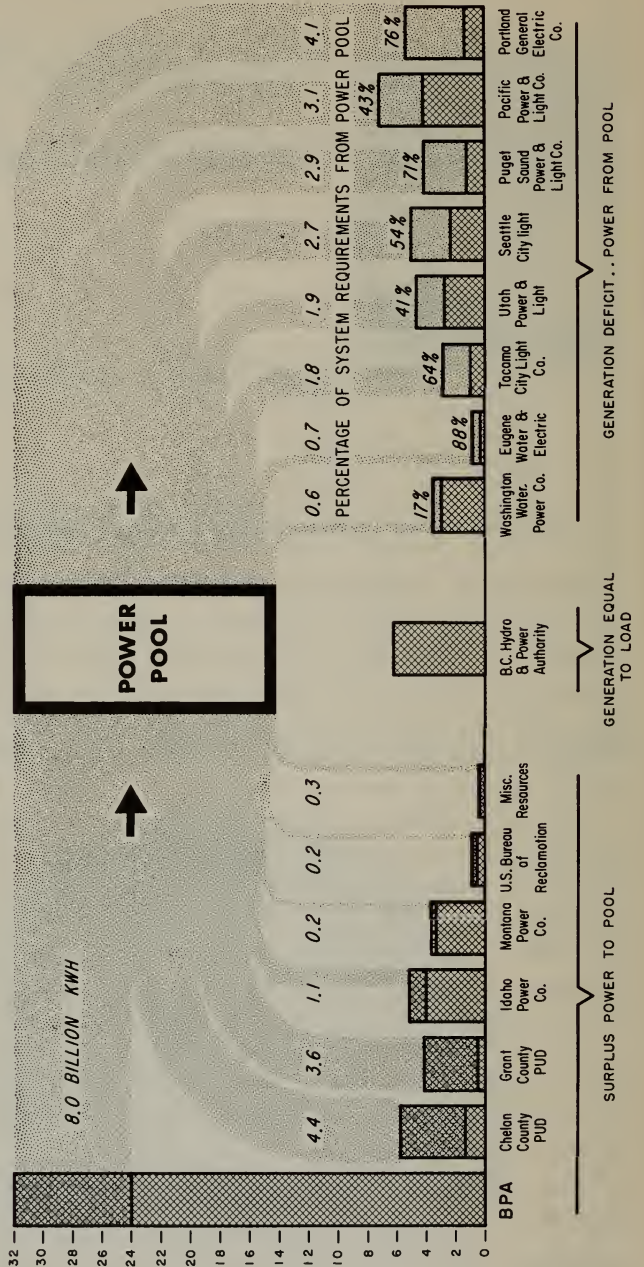 32
30
28
26
24
22
20
18
16
14
12
10
8
6
4
2
0
8.0 BILLION KWH
4.4
3.6
1.1
0.2
0.2
0.3
POWER
POOL
0.6
0.7
1.8
1.9
2.7
2.9
3.1
4.1
PERCENTAGE OF SYSTEM REQUIREMENTS FROM POWER POOL
17%
88%
64%
41%
54%
71%
43%
76%
BPA
Chelan
County
PUD
Grant
County
PUD
Idaho
Power
Co.
Montana
Power
Co.
U.S. Bureau
of
Reclamation
Misc.
Resources
B.C. Hydro
& Power
Authority
Washington
Water.
Power Co.
Eugene
Water &
Electric
Tacoma
City Light
Co.
Utah
Power &
Light
Seattle
City light
Puget
Sound
Power &
Light Co.
Pacific
Power &
Light Co.
Portland
General
Electric
Co.
SURPLUS POWER TO POOL
GENERATION EQUAL
TO LOAD
GENERATION DEFICIT..POWER FROM POOL